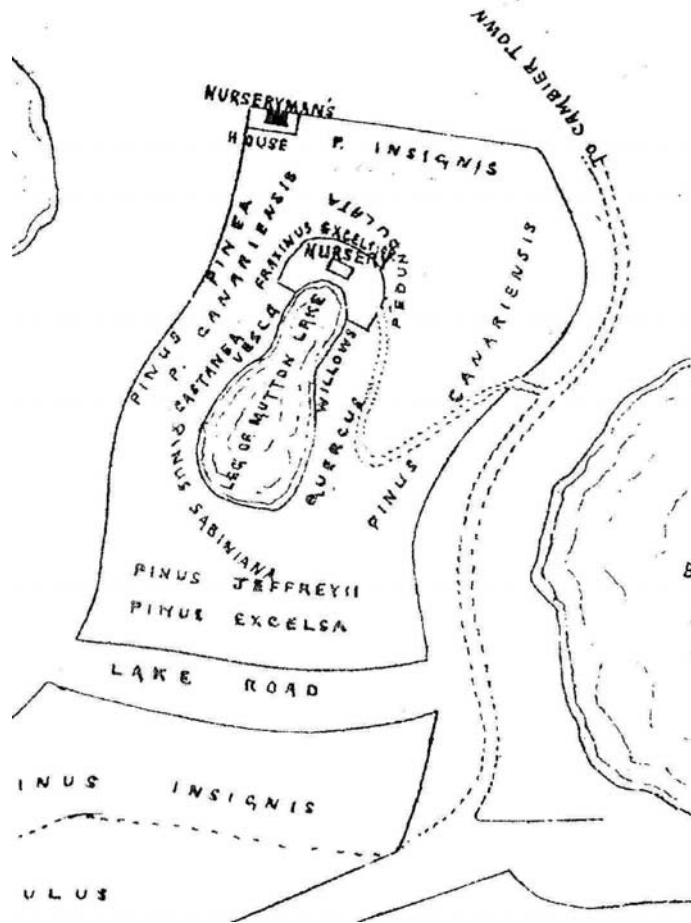 TO CAMBIER TOWN
NURSERYMAN'S
HOUSE
P. INSIGNIS
PINUS PINEA
P. CANARIENSIS
FRAXINUS EXCELSIOR
NURSERY
QUERCUS PEDUNCULATA
PINUS CANARIENSIS
CASTANEA
VESCA
LEG OF MUTTON LAKE
WILLOWS
PINUS SABINIANA
PINUS JEFFREYII
PINUS EXCELSA
LAKE ROAD
INUS INSIGNIS
ULUS